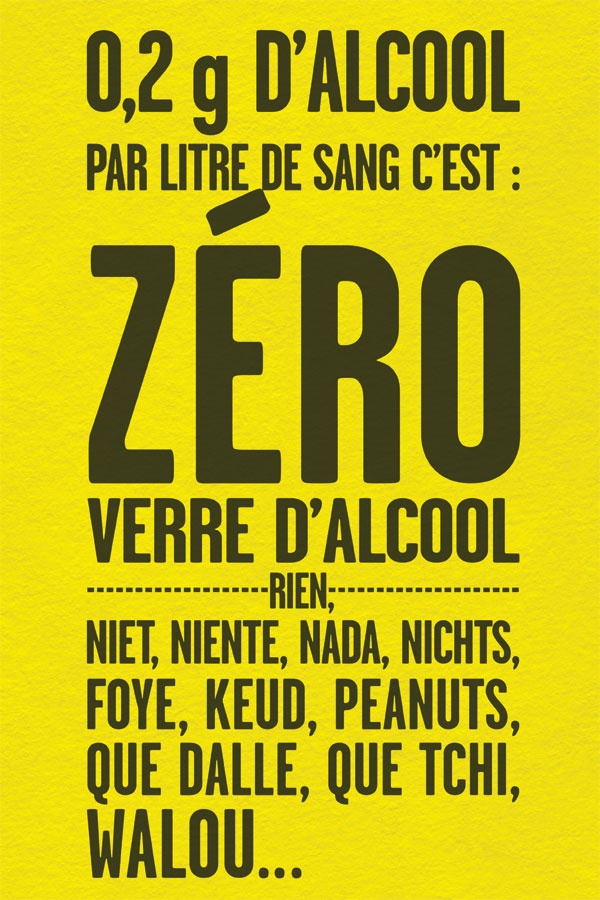 0,2 g D'ALCOOL
PAR LITRE DE SANG C'EST :
ZÉRO
VERRE D'ALCOOL
RIEN,
NIET, NIENTE, NADA, NICHTS,
FOYE, KEUD, PEANUTS,
QUE DALLE, QUE TCHI,
WALOU...